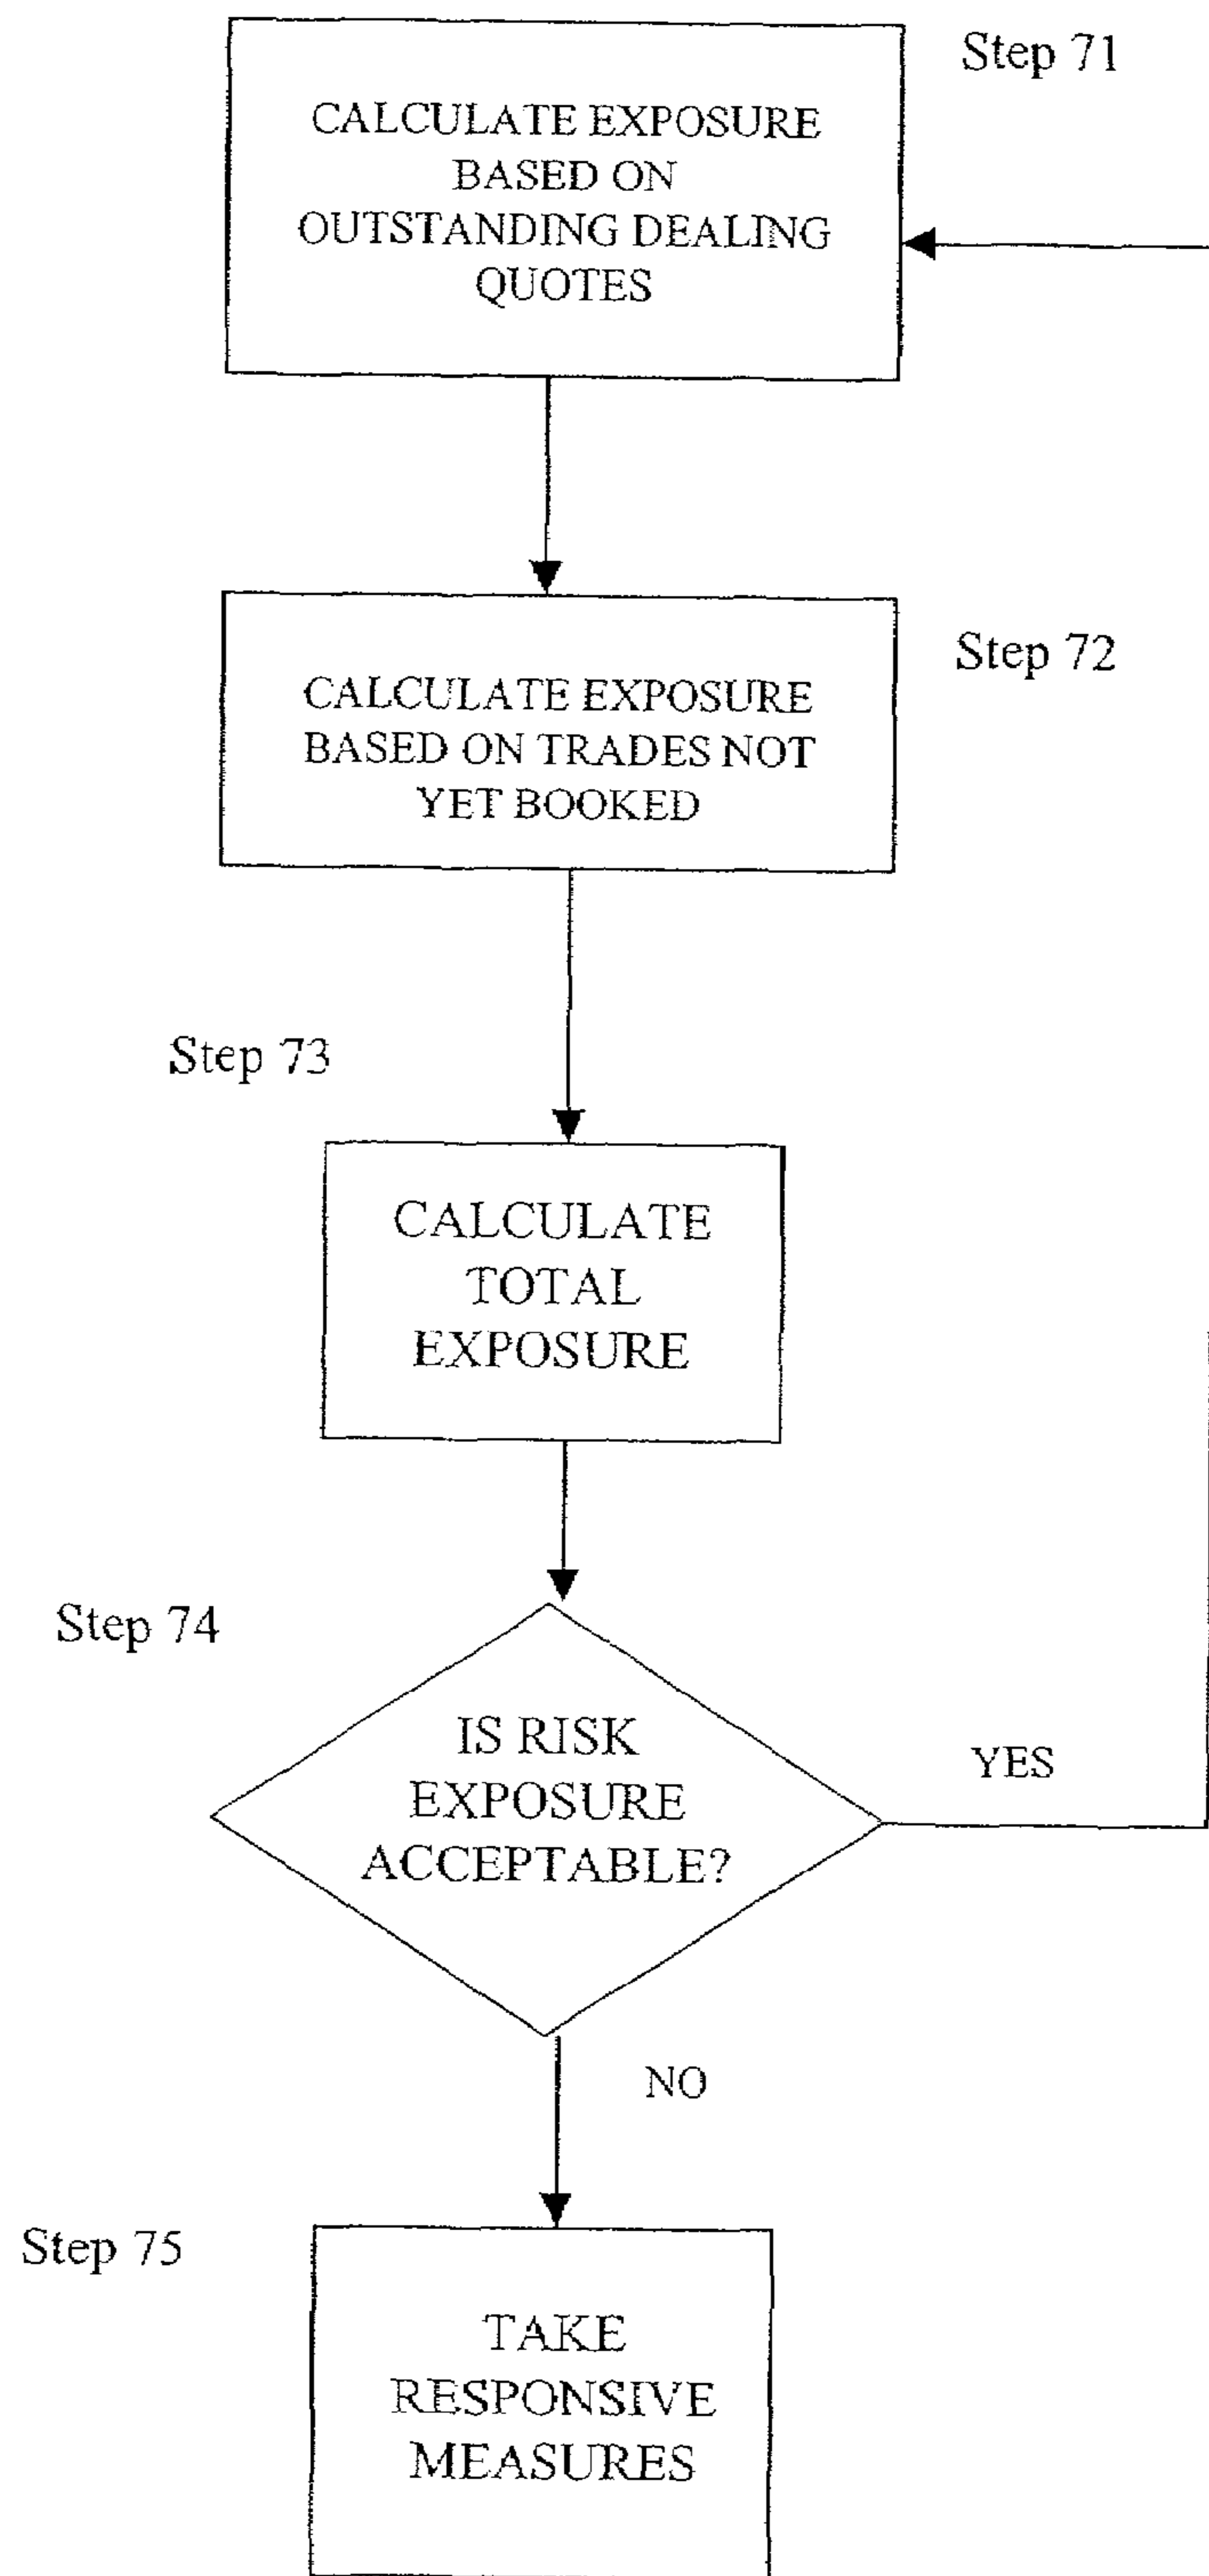 Step 71
CALCULATE EXPOSURE
BASED ON
OUTSTANDING DEALING
QUOTES
Step 72
CALCULATE EXPOSURE
BASED ON TRADES NOT
YET BOOKED
Step 73
CALCULATE
TOTAL
EXPOSURE
Step 74
IS RISK
EXPOSURE
ACCEPTABLE?
YES
NO
Step 75
TAKE
RESPONSIVE
MEASURES